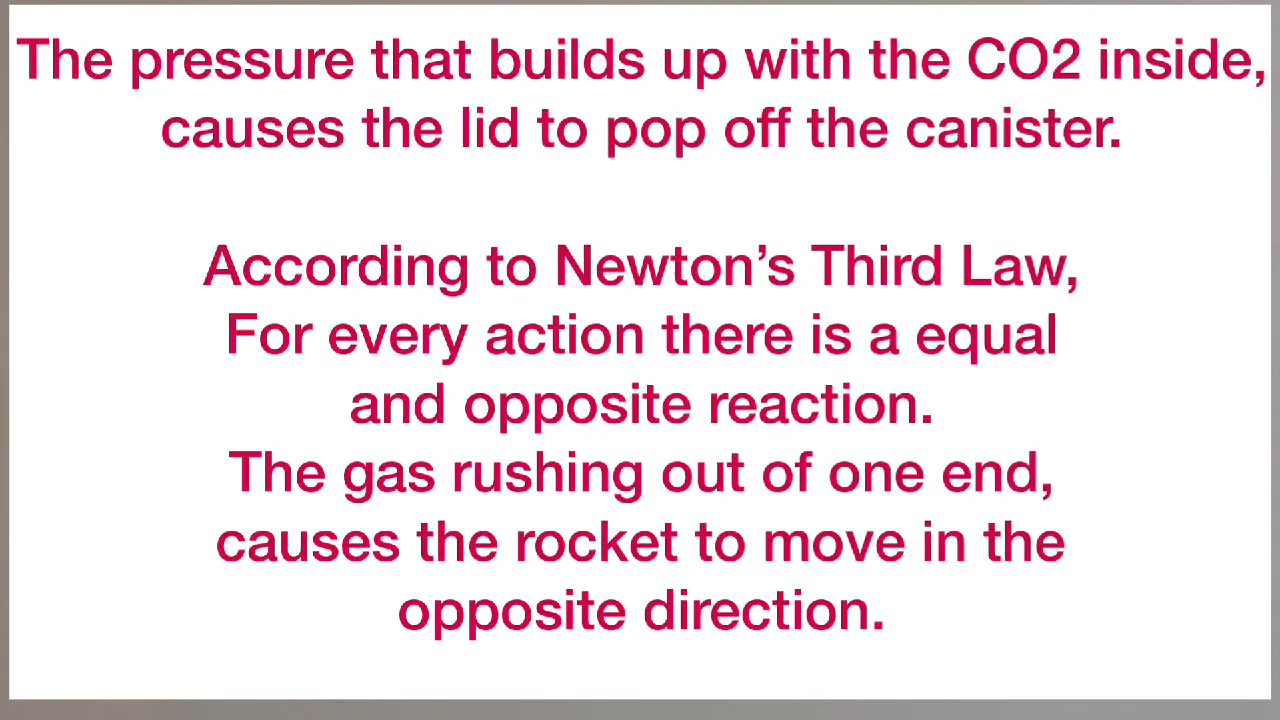 The pressure that builds up with the CO2 inside,
causes the lid to pop off the canister.
According to Newton’s Third Law,
For every action there is a equal
and opposite reaction.
The gas rushing out of one end,
causes the rocket to move in the
opposite direction.